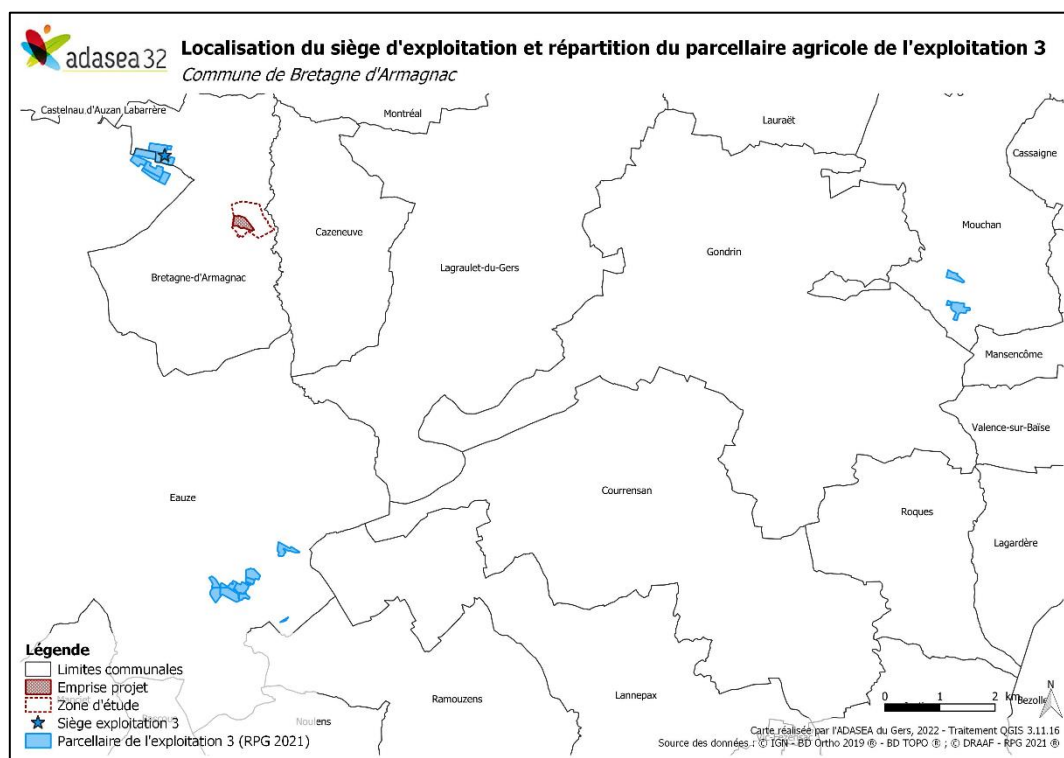 adasea32
Localisation du siège d'exploitation et répartition du parcellaire agricole de l'exploitation 3
Commune de Bretagne d'Armagnac
Castelnau d'Auzan Labarrère
Montréal
Lauraët
Cassaigne
Mouchan
Cazeneuve
Gondrin
Lagraulet-du-Gers
Bretagne-d'Armagnac
Mansencôme
Valence-sur-Baïse
Eauze
Courrensan
Roques
Lagardère
Légende
Limites communales
Emprise projet
Zone d'étude
Siège exploitation 3
Parcellaire de l'exploitation 3 (RPG 2021)
Noulens
Ramouzens
Lannepax
0 1 2 km
N
Bezolle
Carte réalisée par l'ADASEA du Gers, 2022 - Traitement QGIS 3.11.16
Source des données : © IGN - BD Ortho 2019 ® - BD TOPO ® ; © DRAAF - RPG 2021 ®